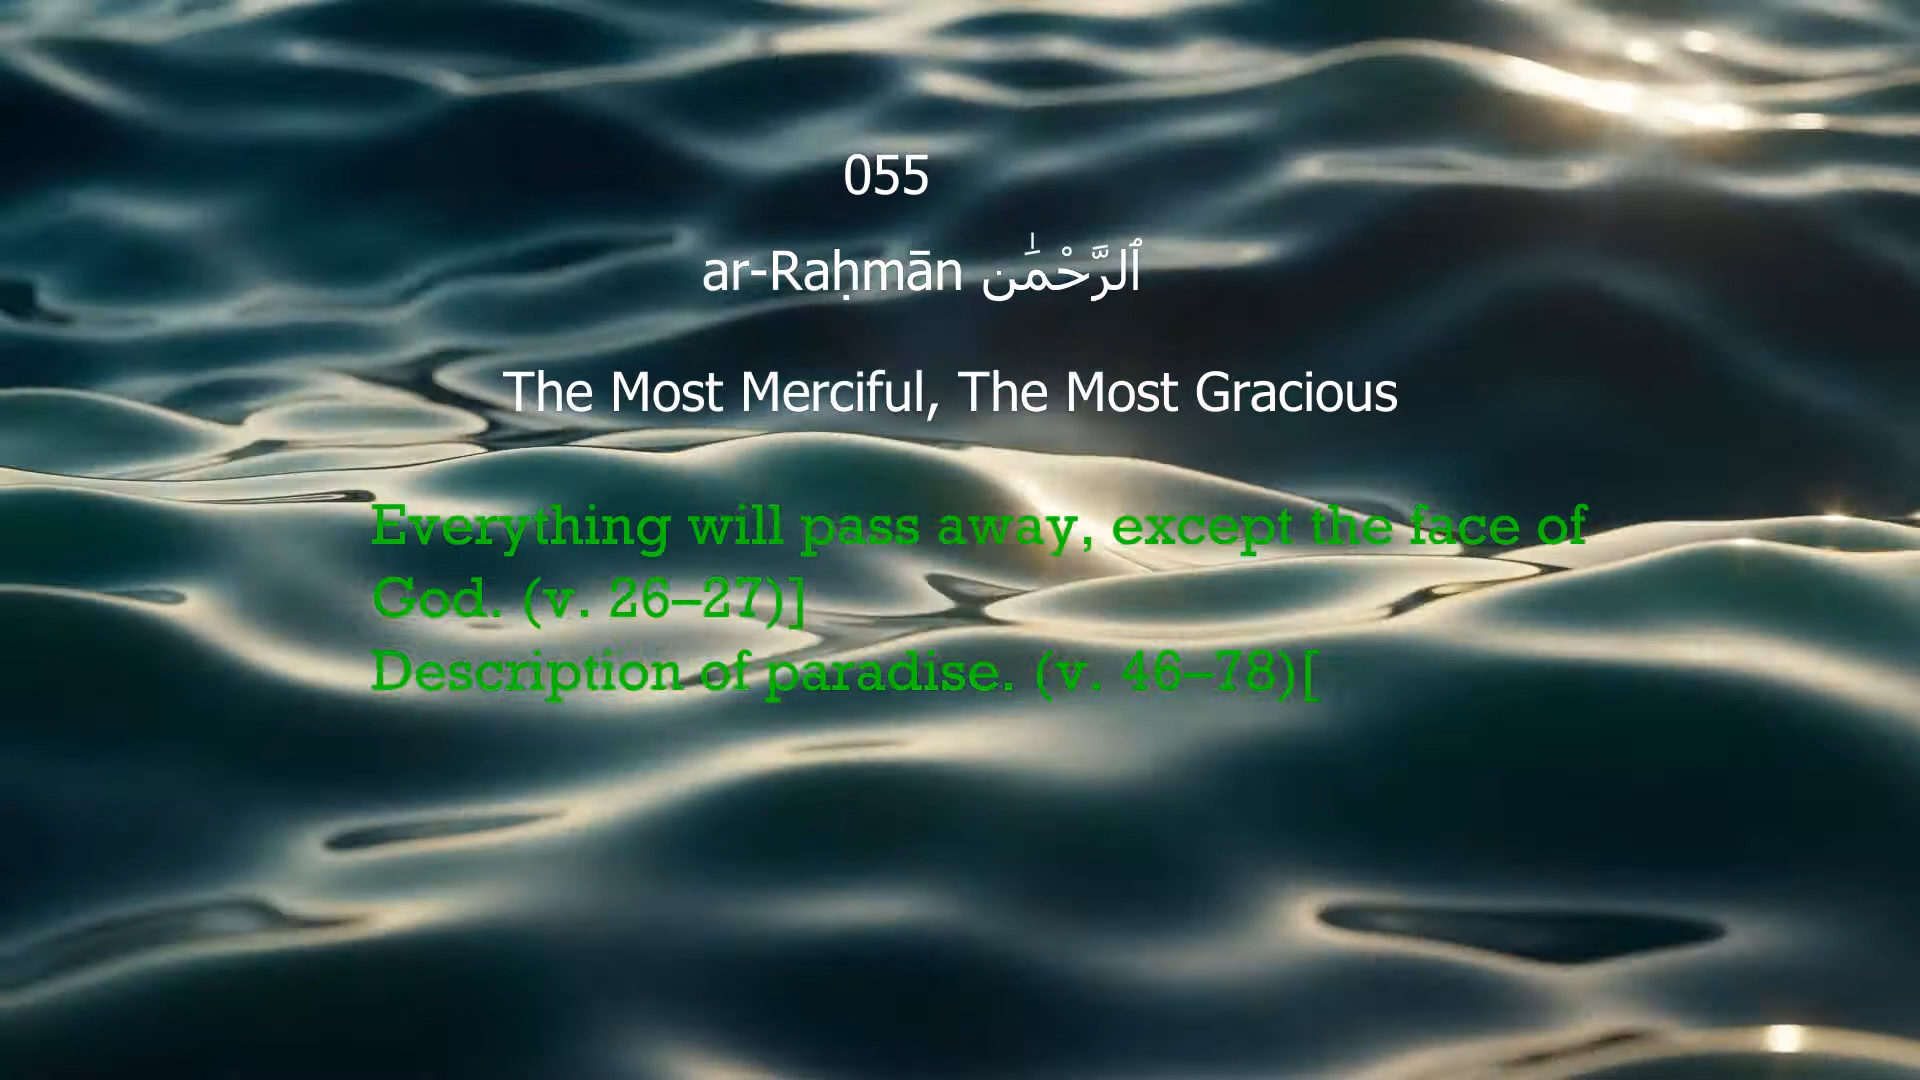 055
ar-Raḥmān ٱلرَّحْمَٰن
The Most Merciful, The Most Gracious
Everything will pass away, except the face of
God. (v. 26–27)]
Description of paradise. (v. 46–78)[